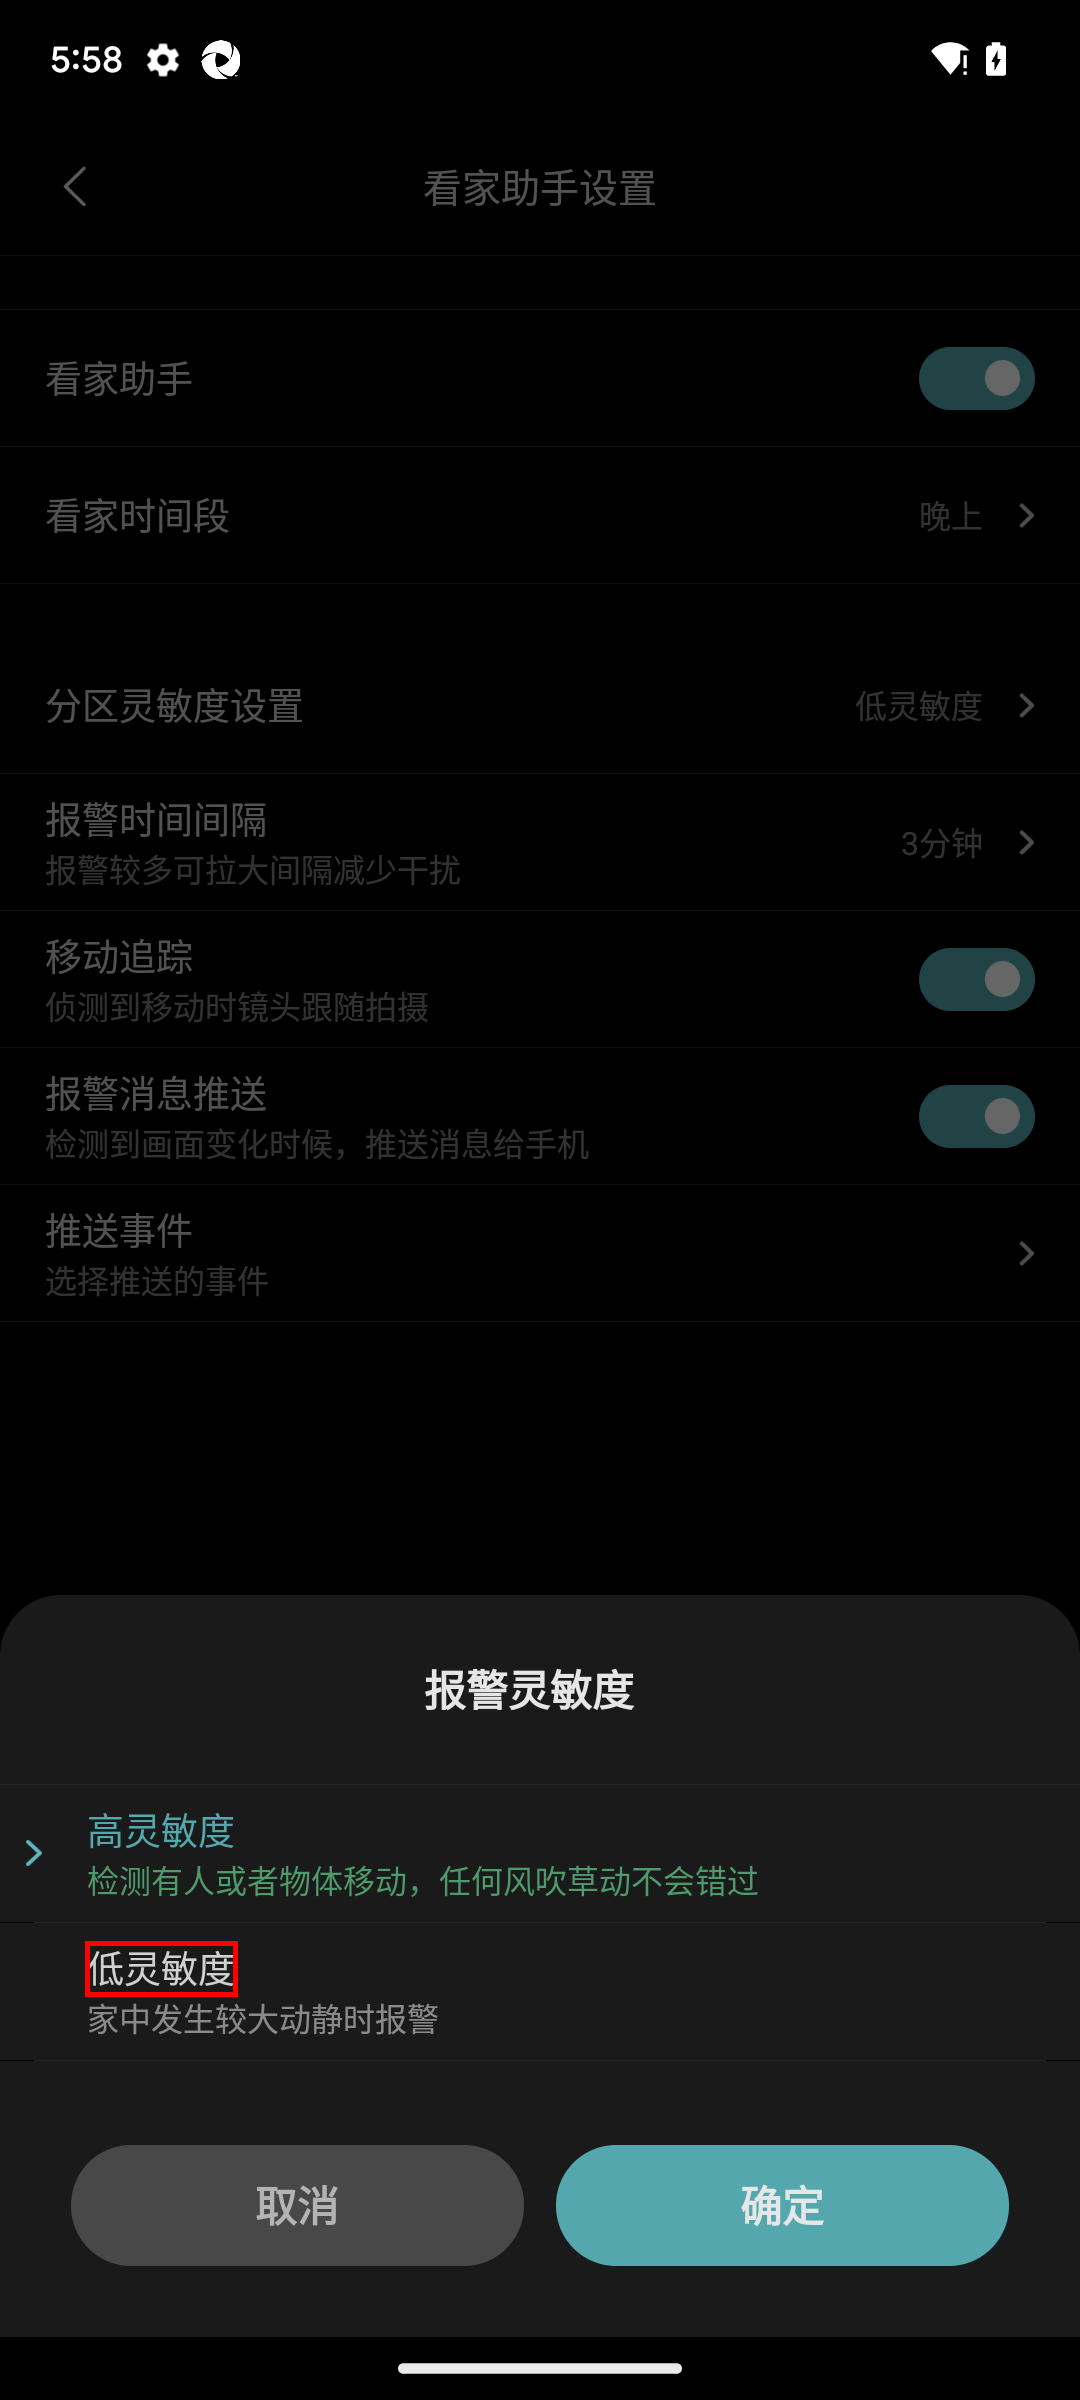 5:58
看家助手设置
看家助手
看家时间段
晚上
分区灵敏度设置
低灵敏度
报警时间间隔
报警较多可拉大间隔减少干扰
3分钟
移动追踪
侦测到移动时镜头跟随拍摄
报警消息推送
检测到画面变化时候，推送消息给手机
推送事件
选择推送的事件
报警灵敏度
高灵敏度
检测有人或者物体移动，任何风吹草动不会错过
低灵敏度
家中发生较大动静时报警
取消
确定